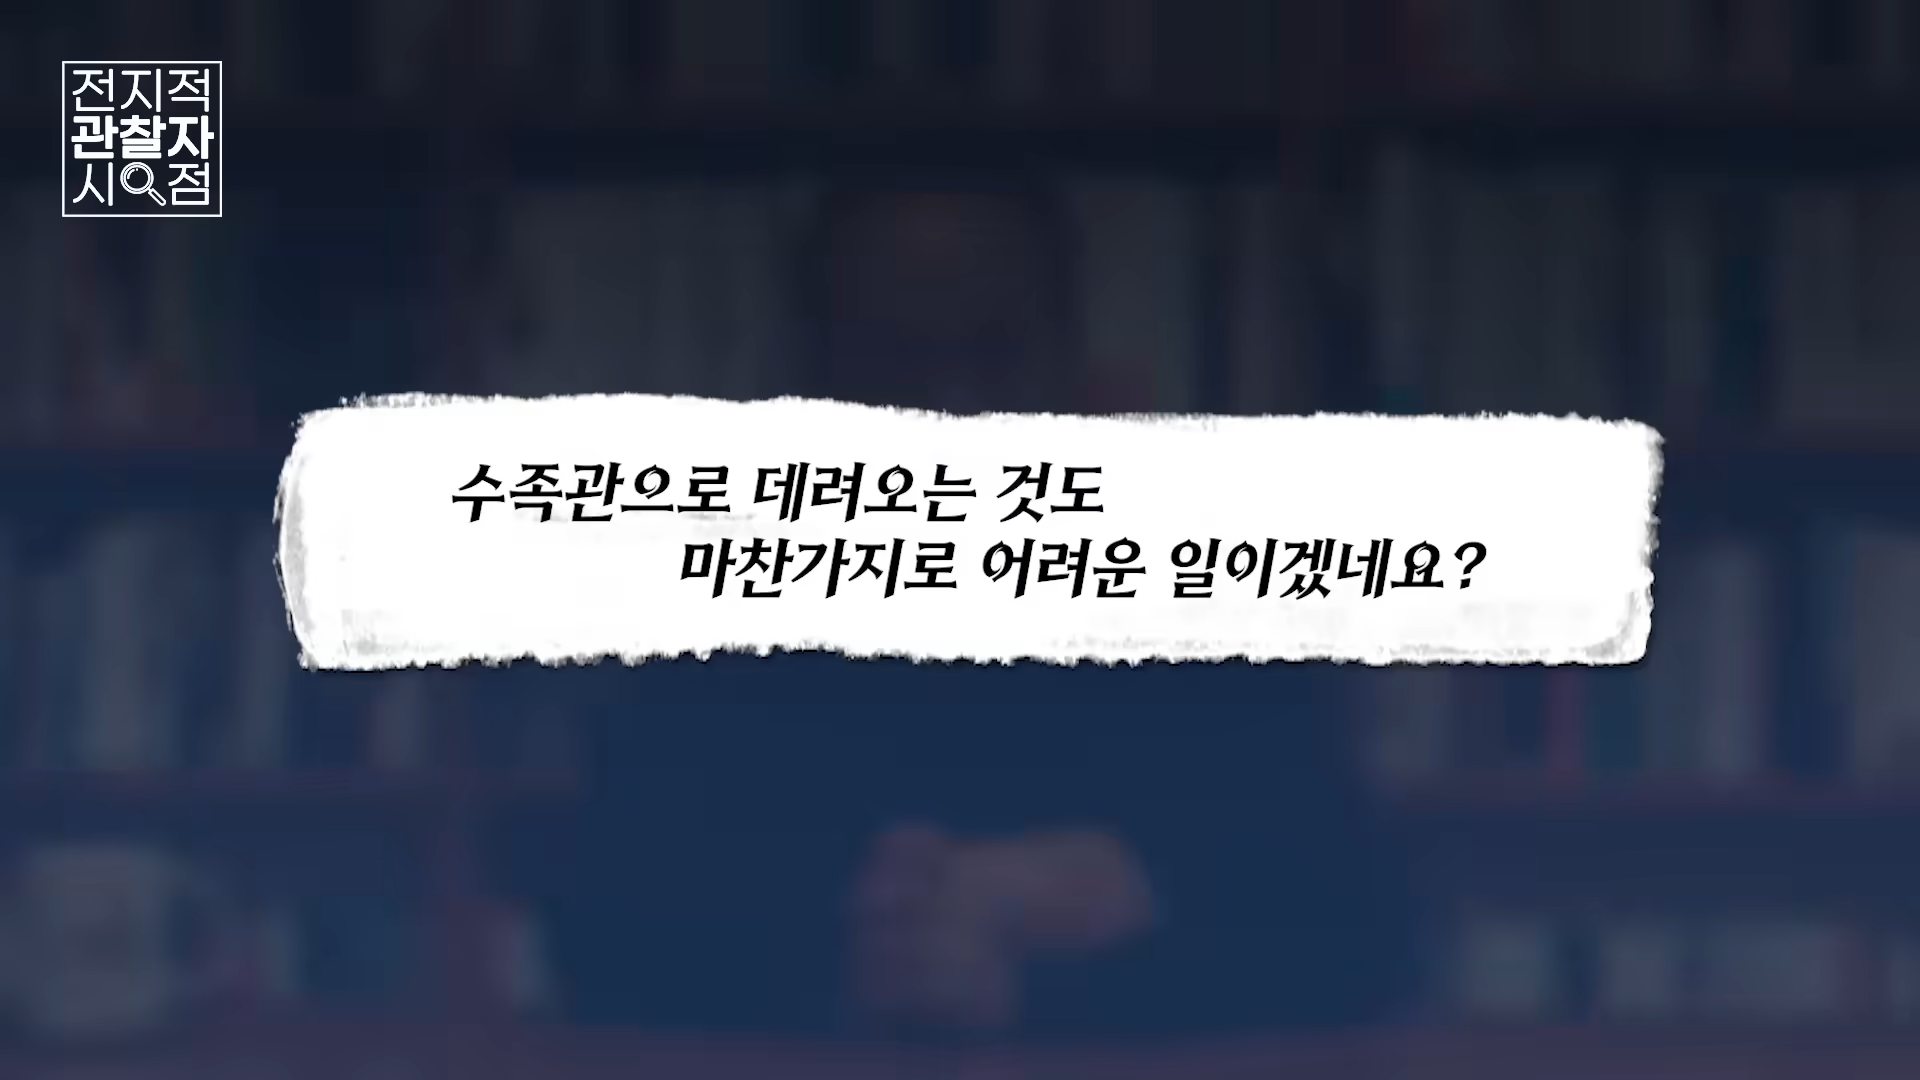 전지적
관찰자
시점
수족관으로 데려오는 것도
마찬가지로 어려운 일이겠네요?